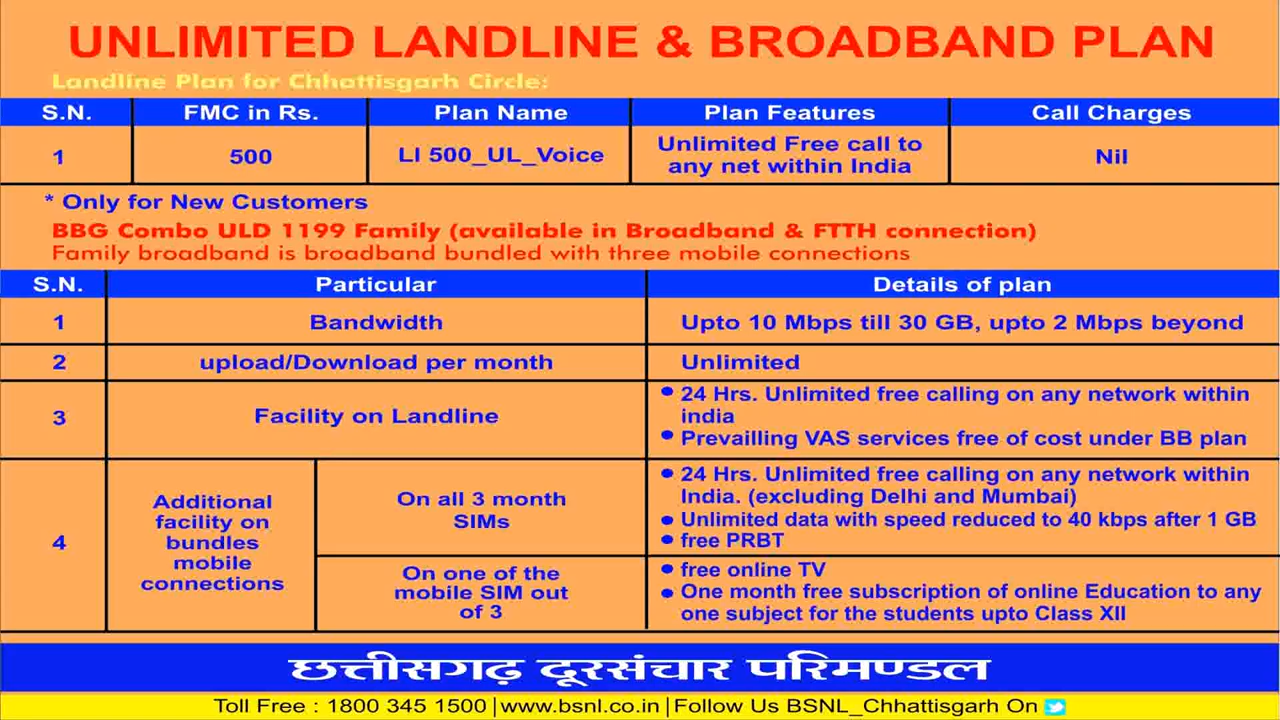 UNLIMITED LANDLINE & BROADBAND PLAN
Landline Plan for Chhattisgarh Circle:
S.N. FMC in Rs. Plan Name Plan Features Call Charges
1 500 LI 500_UL_Voice Unlimited Free call to
any net within India Nil
* Only for New Customers
BBG Combo ULD 1199 Family (available in Broadband & FTTH connection)
Family broadband is broadband bundled with three mobile connections
S.N. Particular Details of plan
1 Bandwidth Upto 10 Mbps till 30 GB, upto 2 Mbps beyond
2 upload/Download per month Unlimited
3 Facility on Landline
• 24 Hrs. Unlimited free calling on any network within
india
• Prevailling VAS services free of cost under BB plan
4
Additional
facility on
bundles
mobile
connections
On all 3 month
SIMs
• 24 Hrs. Unlimited free calling on any network within
India. (excluding Delhi and Mumbai)
• Unlimited data with speed reduced to 40 kbps after 1 GB
• free PRBT
On one of the
mobile SIM out
of 3
• free online TV
• One month free subscription of online Education to any
one subject for the students upto Class XII
छत्तीसगढ़ दूरसंचार परिमण्डल
Toll Free : 1800 345 1500|www.bsnl.co.in|Follow Us BSNL_Chhattisgarh On